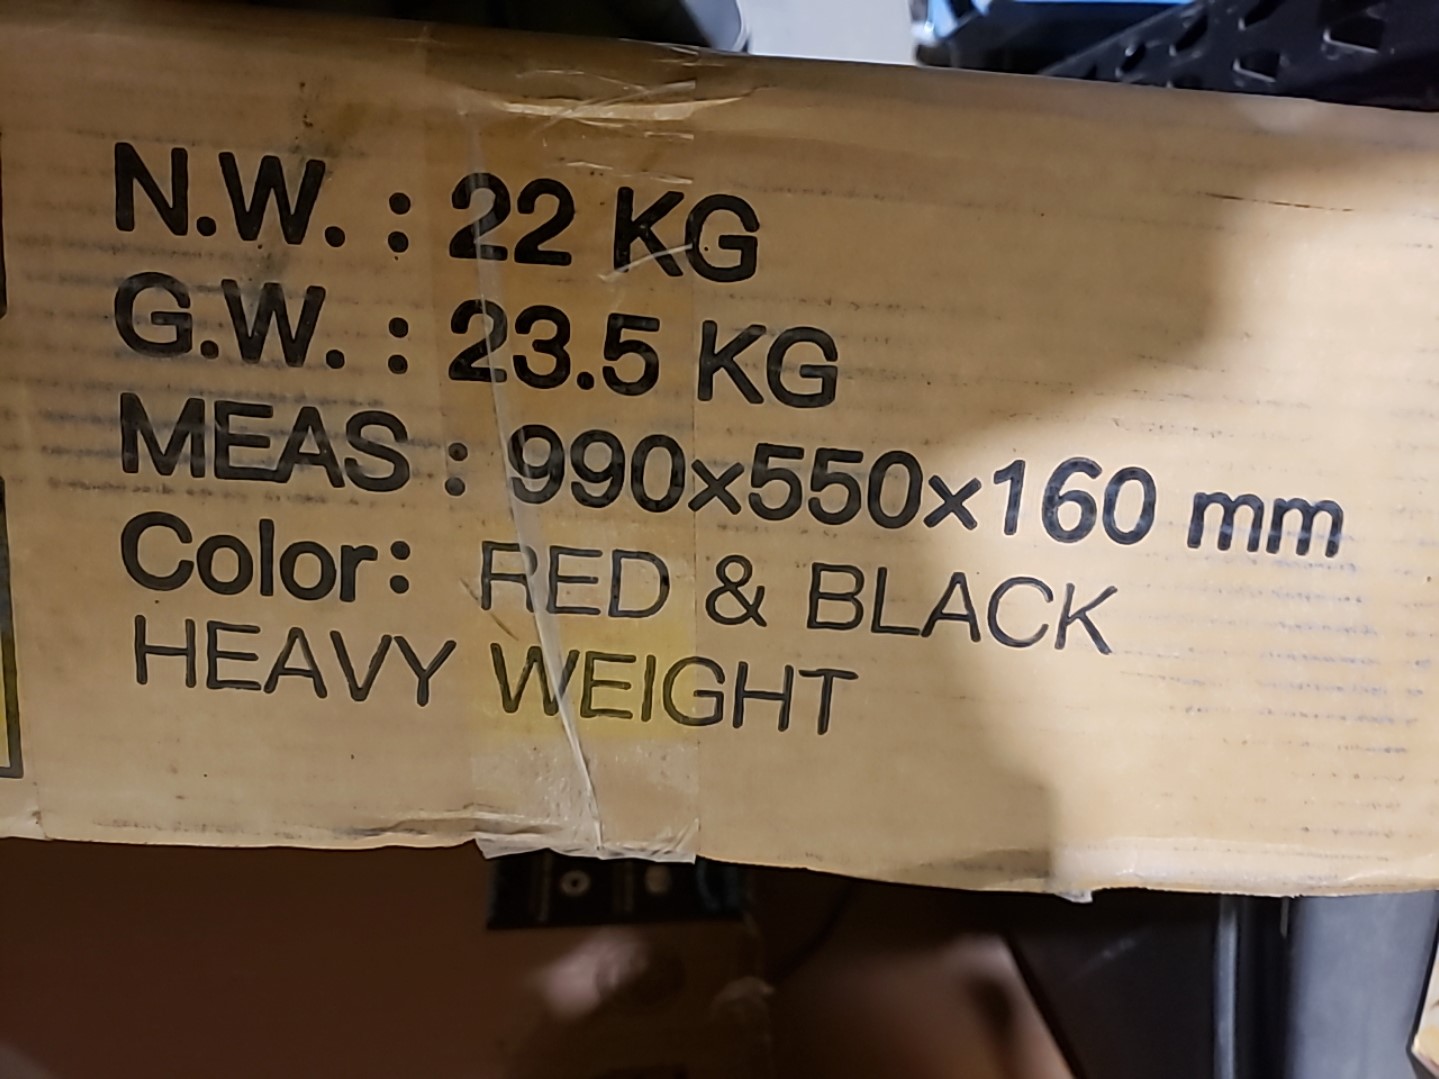 N.W. : 22 KG
G.W. : 23.5 KG
MEAS : 990×550×160 mm
Color: RED & BLACK
HEAVY WEIGHT